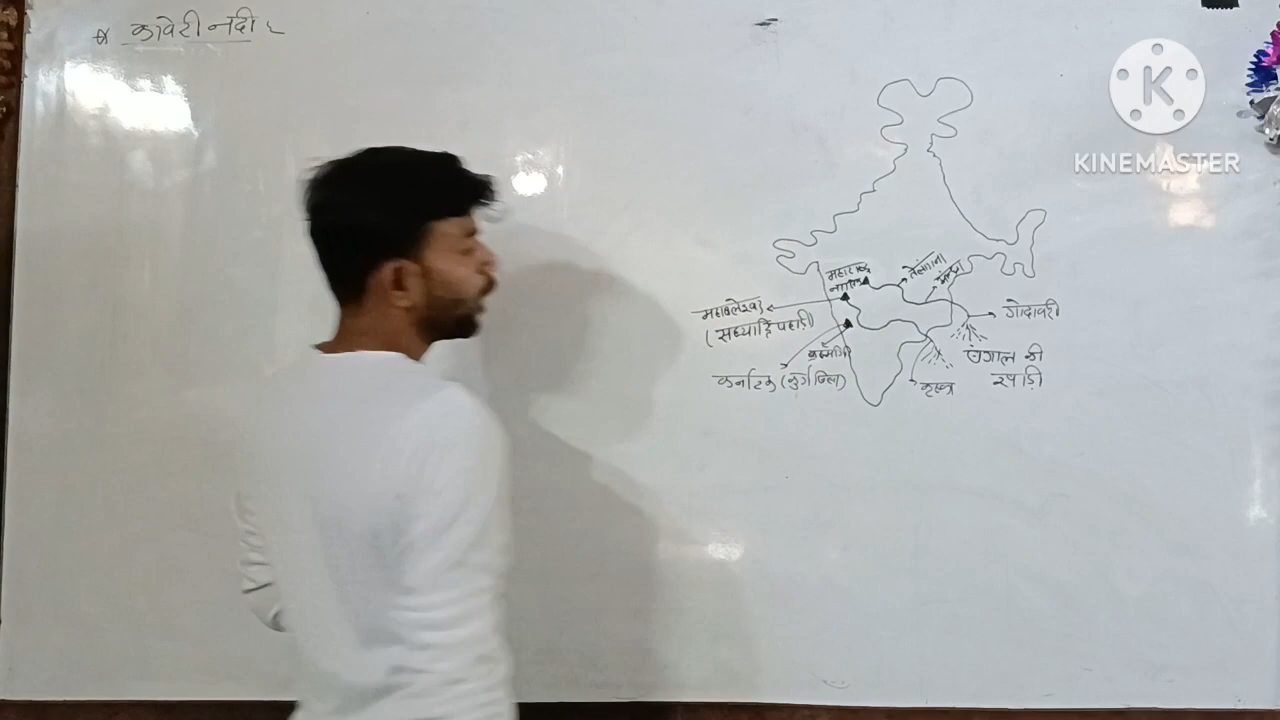 * कावेरी नदी
KINEMASTER
महाराष्ट्र
नासिक
तेलंगाना
महाबलेश्वर
(सह्याद्रि पहाड़ी)
गोदावरी
बंगाल की
खाड़ी
कर्नाटक (कुर्ग जिला)
कृष्णा